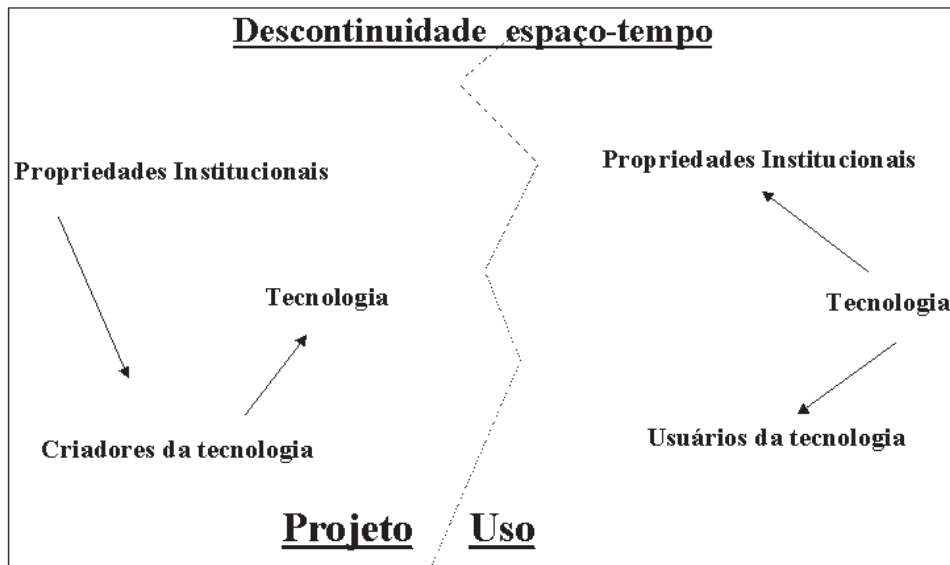 Descontinuidade espaço-tempo
Propriedades Institucionais
Tecnologia
Criadores da tecnologia
Propriedades Institucionais
Tecnologia
Usuários da tecnologia
Projeto
Uso